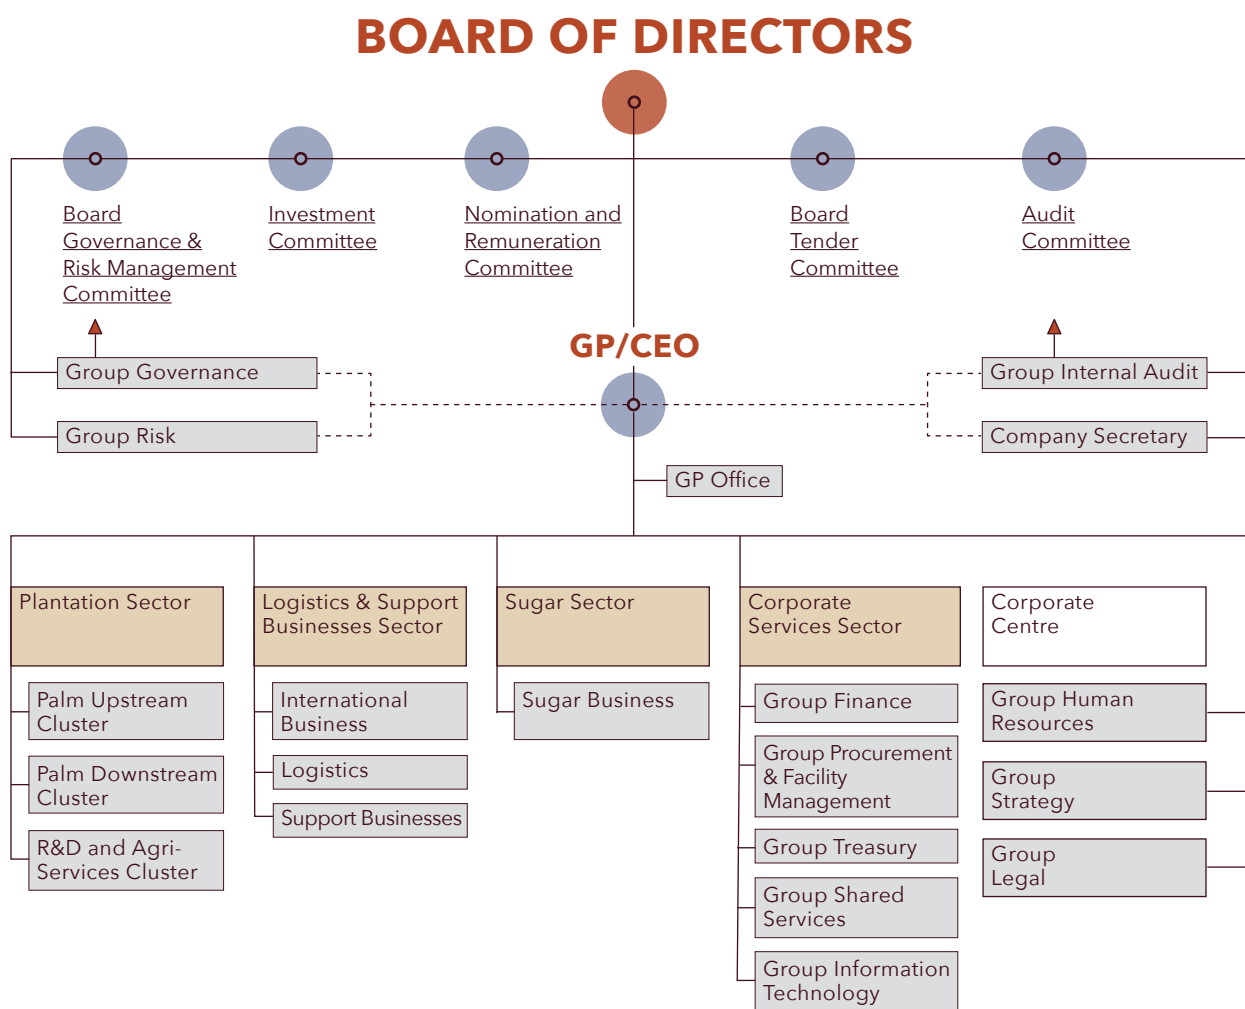 BOARD OF DIRECTORS
Board
Governance &
Risk Management
Committee
Investment
Committee
Nomination and
Remuneration
Committee
Board
Tender
Committee
Audit
Committee
GP/CEO
Group Governance
Group Risk
Group Internal Audit
Company Secretary
GP Office
Plantation Sector
Palm Upstream
Cluster
Palm Downstream
Cluster
R&D and Agri-
Services Cluster
Logistics & Support
Businesses Sector
International
Business
Logistics
Support Businesses
Sugar Sector
Sugar Business
Corporate
Services Sector
Group Finance
Group Procurement
& Facility
Management
Group Treasury
Group Shared
Services
Group Information
Technology
Corporate
Centre
Group Human
Resources
Group
Strategy
Group
Legal